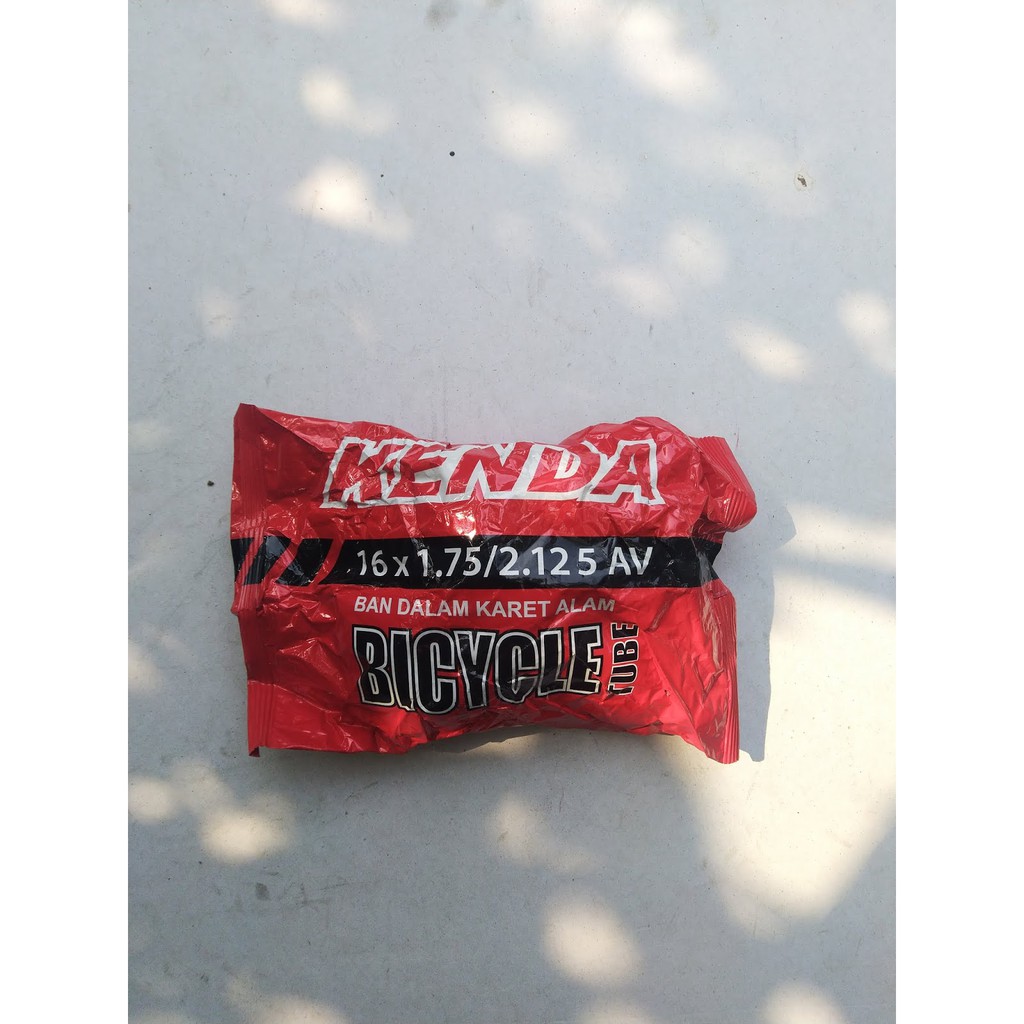 KENDA
16 x 1.75/2.125 AV
BAN DALAM KARET ALAM
BICYCLE TUBE